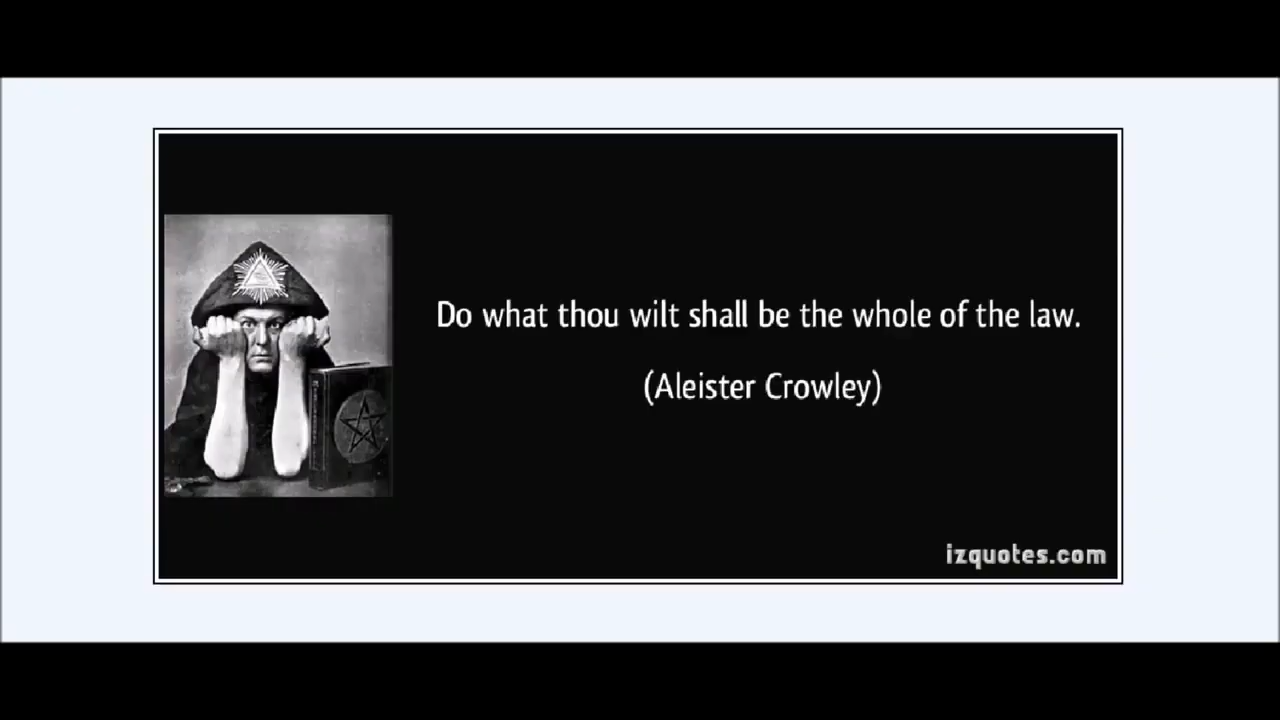 Do what thou wilt shall be the whole of the law.
(Aleister Crowley)
izquotes.com